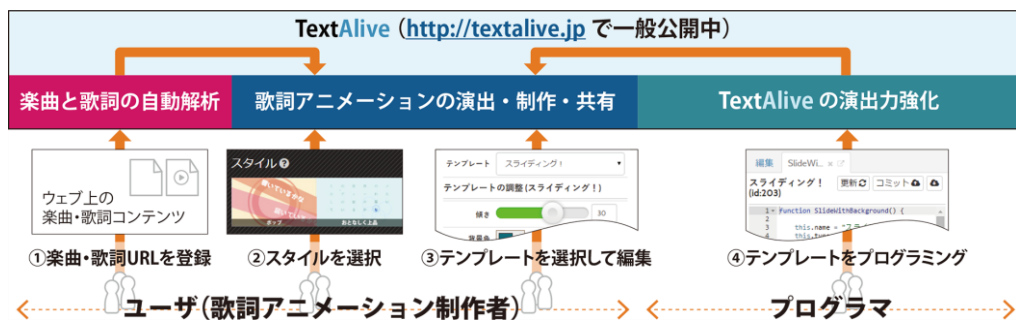 TextAlive (http://textalive.jp で一般公開中)
楽曲と歌詞の自動解析
歌詞アニメーションの演出・制作・共有
TextAlive の演出力強化
ウェブ上の
楽曲・歌詞コンテンツ
スタイル
ポップ
おとなしく上品
テンプレート スライディング!
テンプレートの調整(スライディング!)
傾き 30
背景色
編集 SlideWi...
スライディング! 更新 コミット
(id:203)
1 Function SlideWithBackground() {
2
3 this.name =
4
①楽曲・歌詞URLを登録
②スタイルを選択
③テンプレートを選択して編集
④テンプレートをプログラミング
ユーザ(歌詞アニメーション制作者)
プログラマ